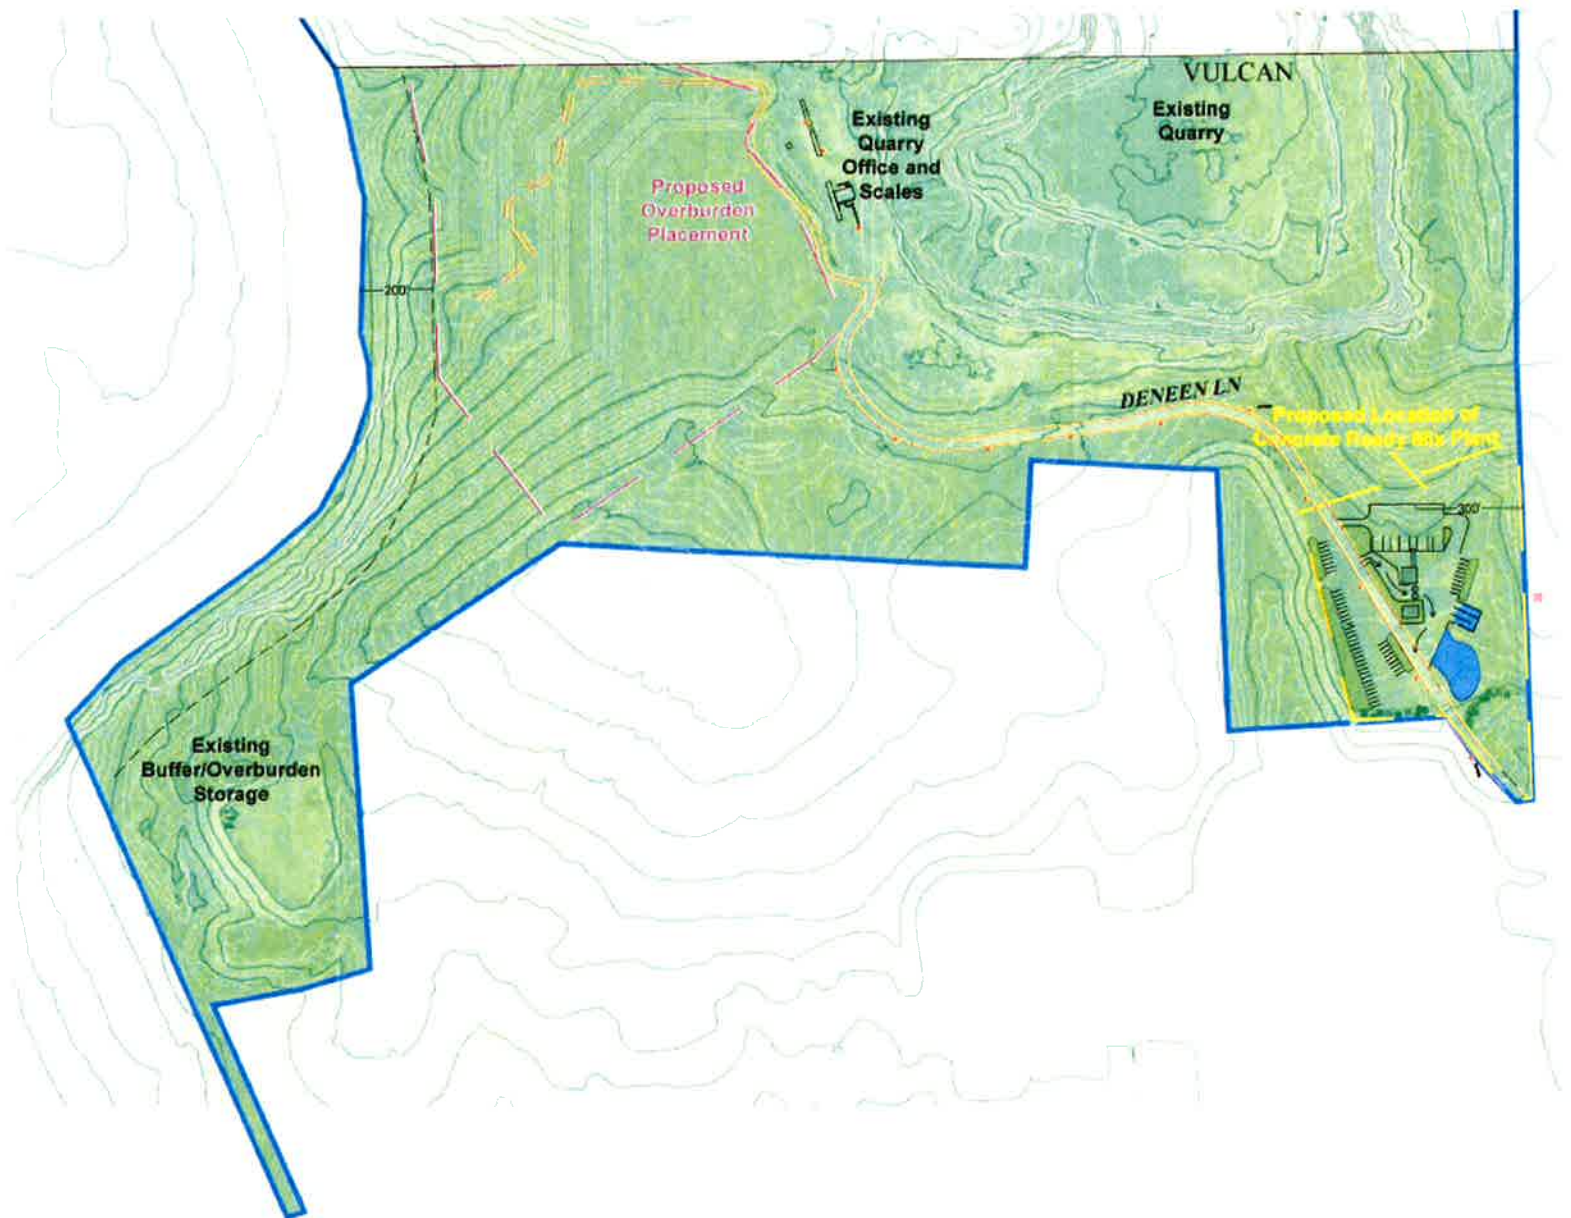 VULCAN
Existing
Quarry
Existing
Quarry
Office and
Scales
Proposed
Overburden
Placement
200'
DENEEN LN
Proposed Location of
Concrete Ready Mix Plant
300'
Existing
Buffer/Overburden
Storage